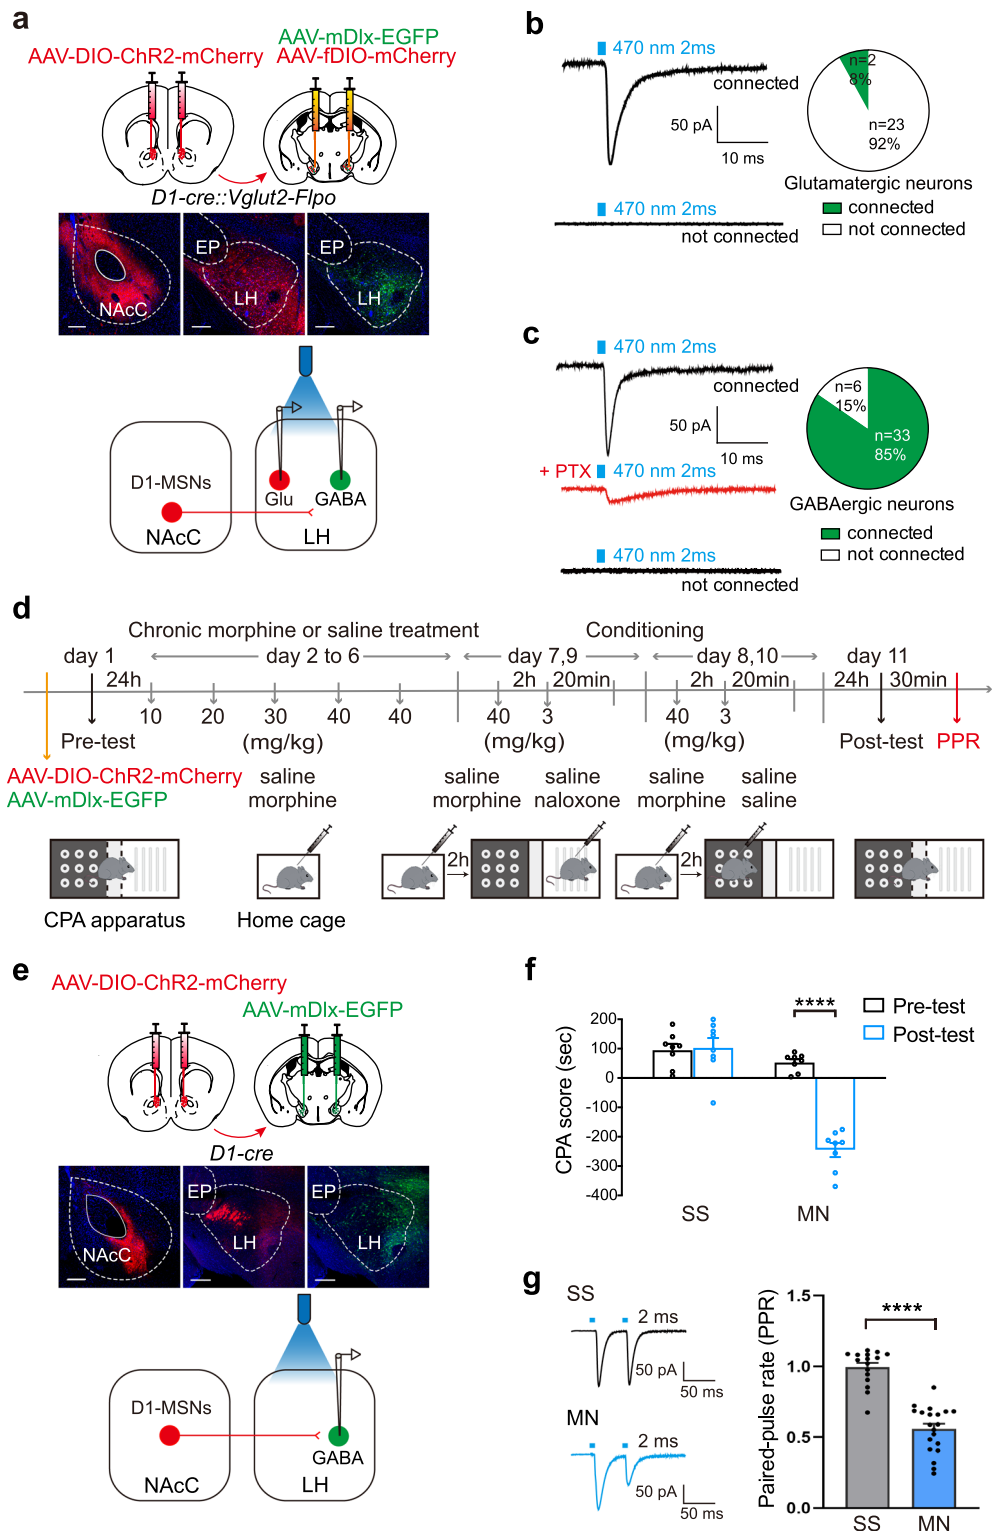 a
AAV-DIO-ChR2-mCherry
AAV-mDlx-EGFP
AAV-fDIO-mCherry
D1-cre::Vglut2-Flpo
NAcC
EP
LH
EP
LH
D1-MSNs
NAcC
Glu
GABA
LH
b
470 nm 2ms
connected
50 pA
10 ms
470 nm 2ms
not connected
n=2
8%
n=23
92%
Glutamatergic neurons
connected
not connected
c
470 nm 2ms
connected
50 pA
10 ms
+ PTX
470 nm 2ms
470 nm 2ms
not connected
n=6
15%
n=33
85%
GABAergic neurons
connected
not connected
d
Chronic morphine or saline treatment
Conditioning
day 1
day 2 to 6
day 7,9
day 8,10
day 11
24h
2h
20min
2h
20min
24h
30min
10
20
30
40
40
40
3
40
3
Pre-test
(mg/kg)
(mg/kg)
(mg/kg)
Post-test
PPR
AAV-DIO-ChR2-mCherry
AAV-mDlx-EGFP
saline
morphine
saline
morphine
saline
naloxone
saline
morphine
saline
saline
2h
2h
CPA apparatus
Home cage
e
AAV-DIO-ChR2-mCherry
AAV-mDlx-EGFP
D1-cre
NAcC
EP
LH
EP
LH
D1-MSNs
NAcC
GABA
LH
f
****
Pre-test
Post-test
CPA score (sec)
200
100
0
-100
-200
-300
-400
SS
MN
g
SS
2 ms
50 pA
50 ms
MN
2 ms
50 pA
50 ms
Paired-pulse rate (PPR)
1.5
1.0
0.5
0.0
****
SS
MN